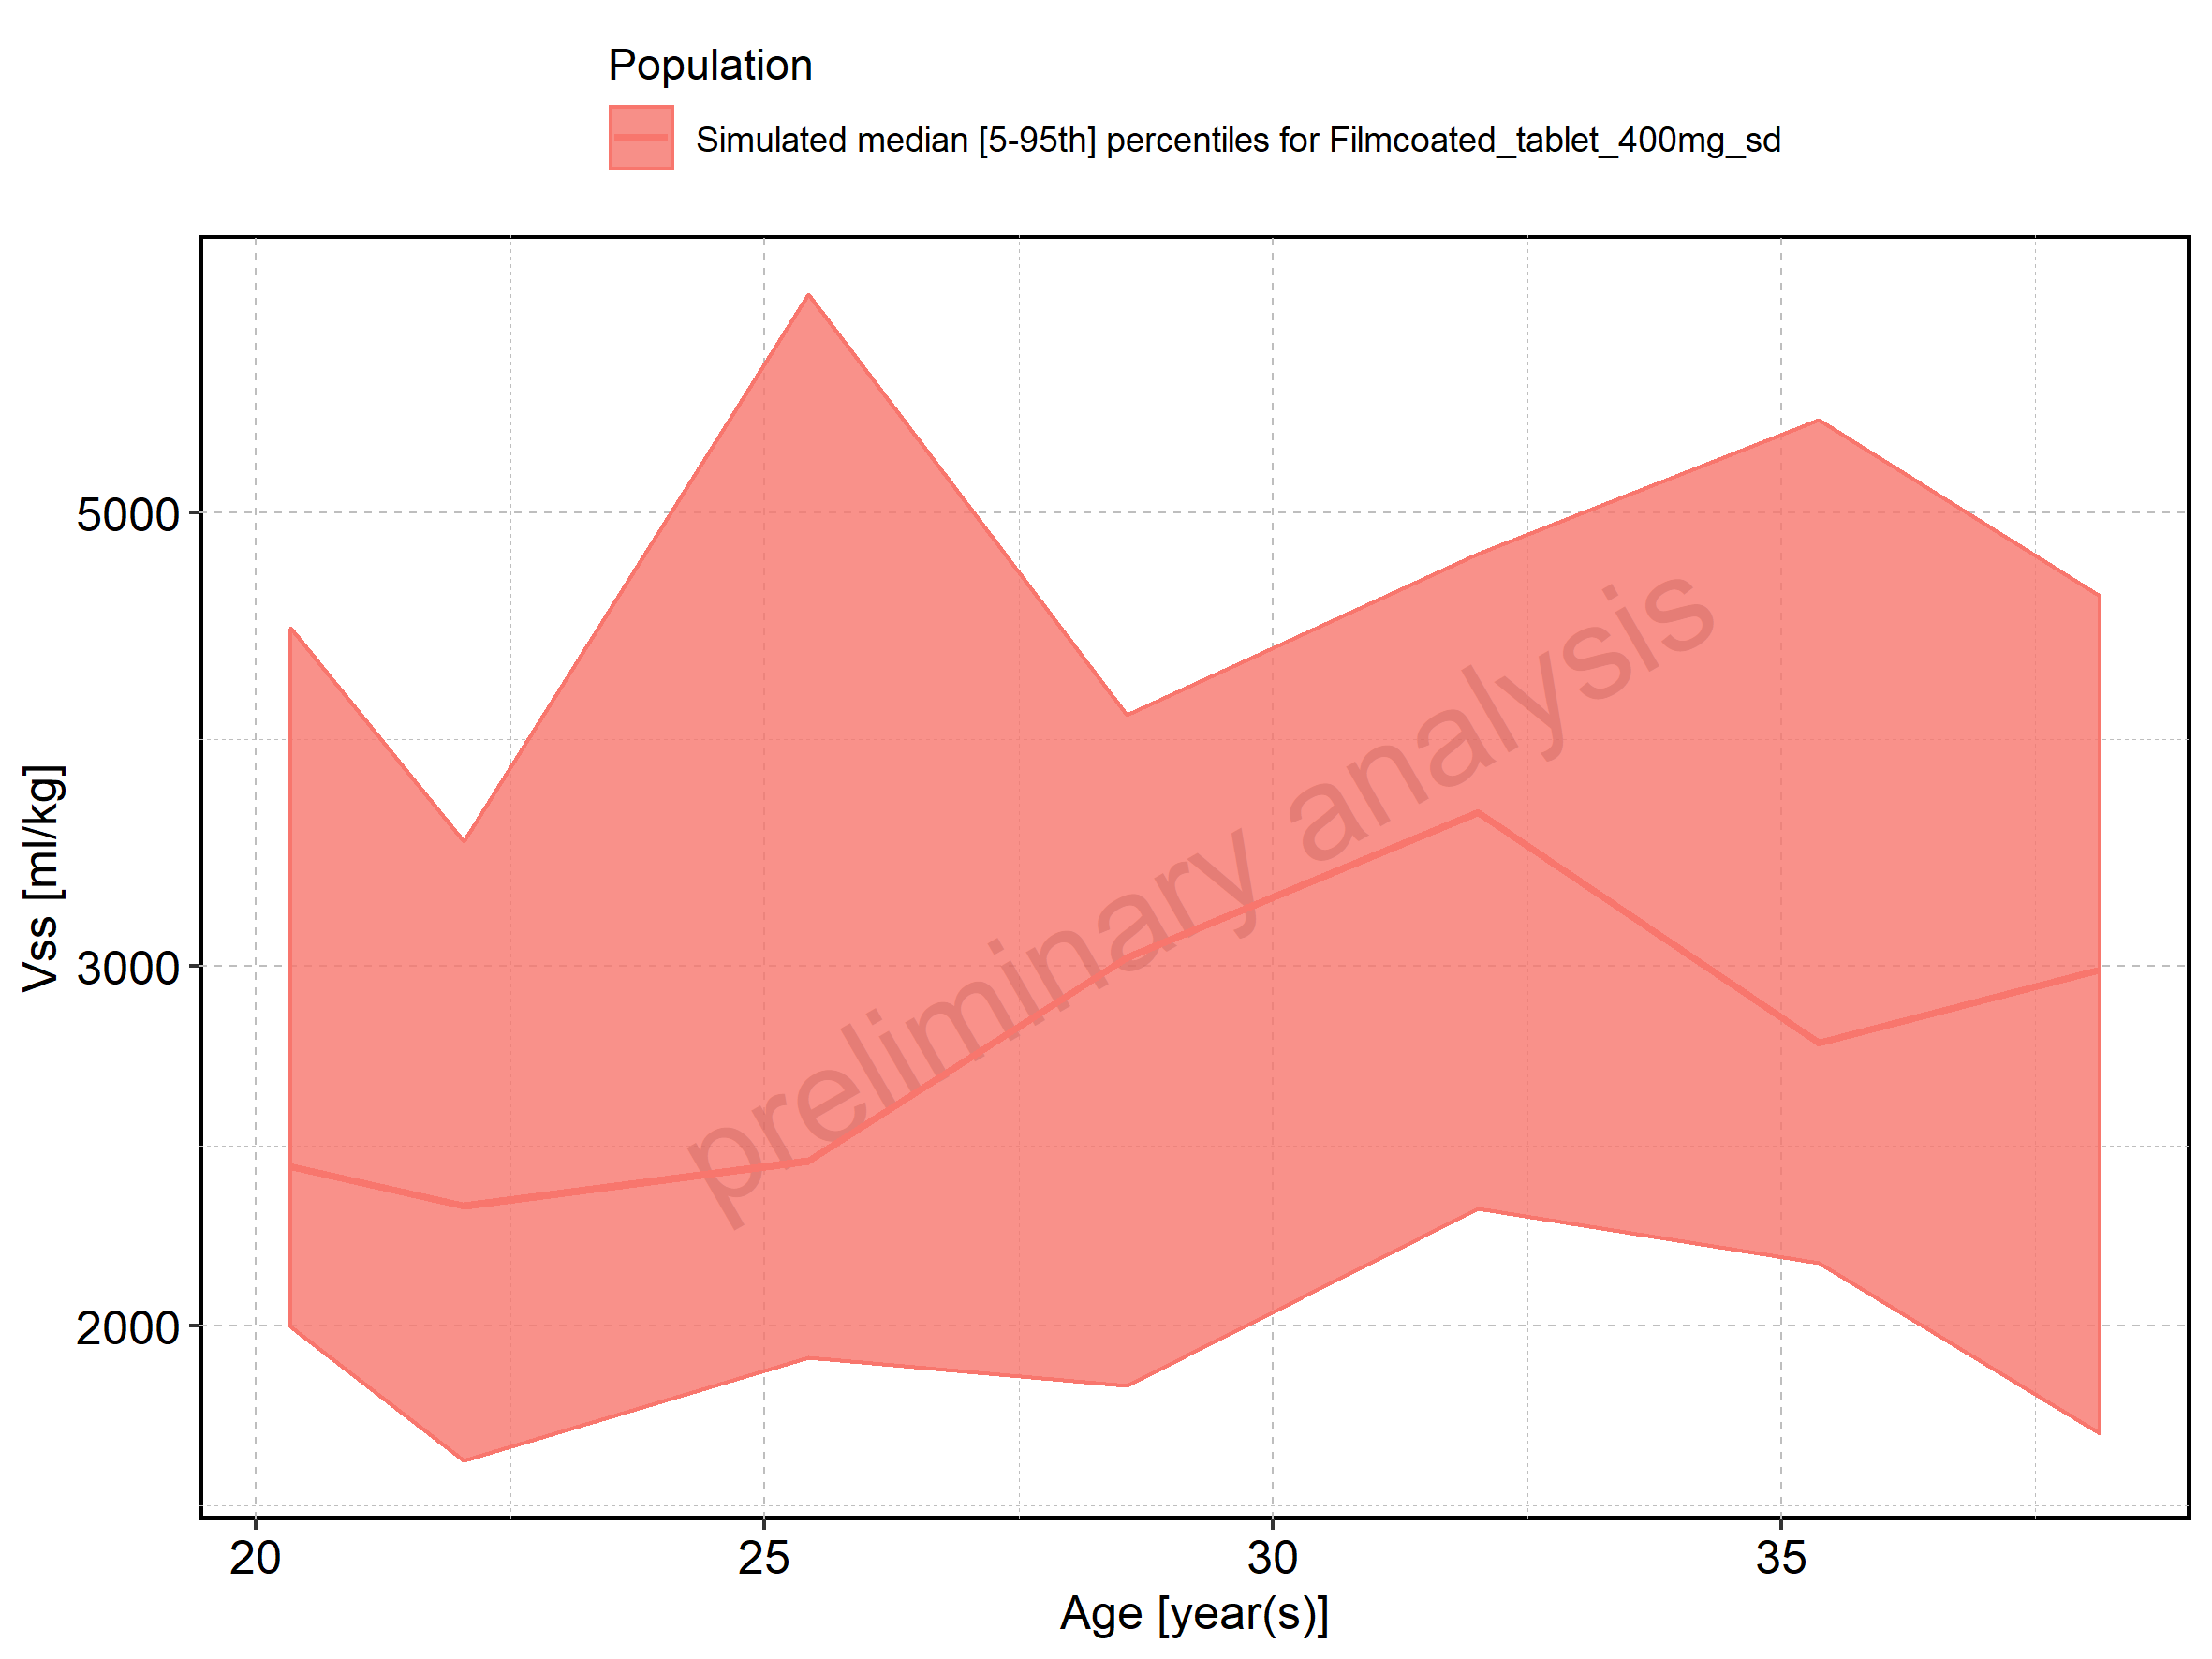 Population
Simulated median [5-95th] percentiles for Filmcoated_tablet_400mg_sd
5000
3000
2000
Vss [ml/kg]
preliminary analysis
20 25 30 35
Age [year(s)]